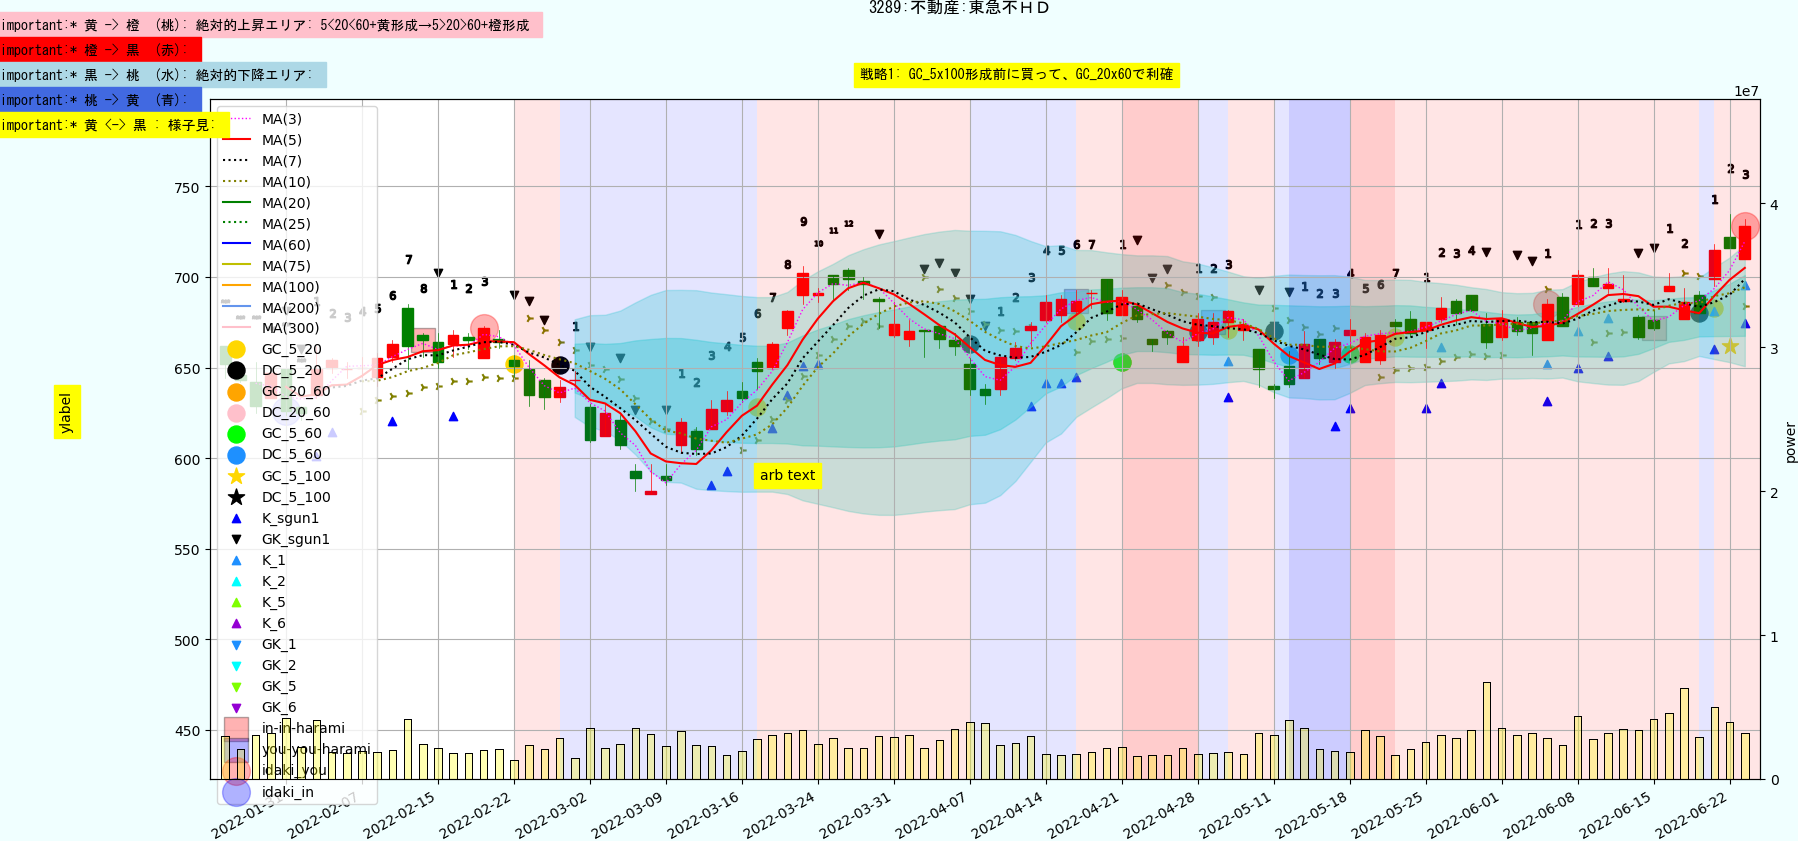 3289:不動産:東急不HD
important:* 黄 -> 橙 (桃): 絶対的上昇エリア: 5<20<60+黄形成→5>20>60+橙形成
important:* 橙 -> 黒 (赤):
important:* 黒 -> 桃 (水): 絶対的下降エリア:
important:* 桃 -> 黄 (青):
important:* 黄 <-> 黒 : 様子見:
戦略1: GC_5x100形成前に買って、GC_20x60で利確
1e7
MA(3)
MA(5)
MA(7)
MA(10)
MA(20)
MA(25)
MA(60)
MA(75)
MA(100)
MA(200)
MA(300)
GC_5_20
DC_5_20
GC_20_60
DC_20_60
GC_5_60
DC_5_60
GC_5_100
DC_5_100
K_sgun1
GK_sgun1
K_1
K_2
K_5
K_6
GK_1
GK_2
GK_5
GK_6
in-in-harami
you-you-harami
idaki_you
idaki_in
750
700
650
600
550
500
450
ylabel
arb text
4
3
2
1
0
power
2022-01-31
2022-02-07
2022-02-15
2022-02-22
2022-03-02
2022-03-09
2022-03-16
2022-03-24
2022-03-31
2022-04-07
2022-04-14
2022-04-21
2022-04-28
2022-05-11
2022-05-18
2022-05-25
2022-06-01
2022-06-08
2022-06-15
2022-06-22